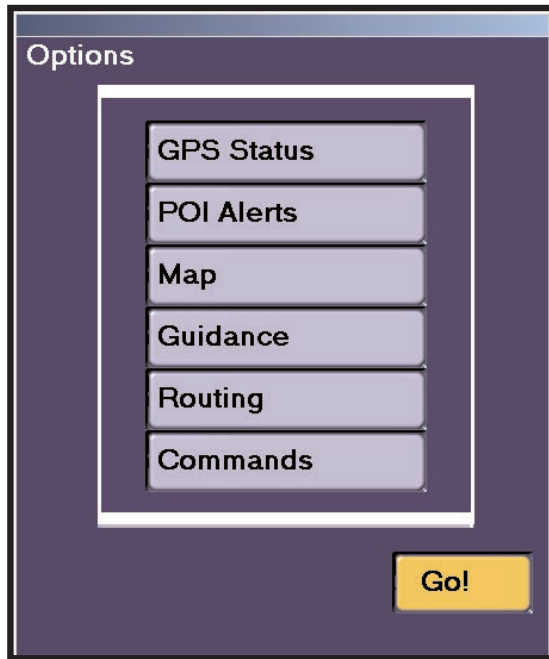 Options
GPS Status
POI Alerts
Map
Guidance
Routing
Commands
Go!